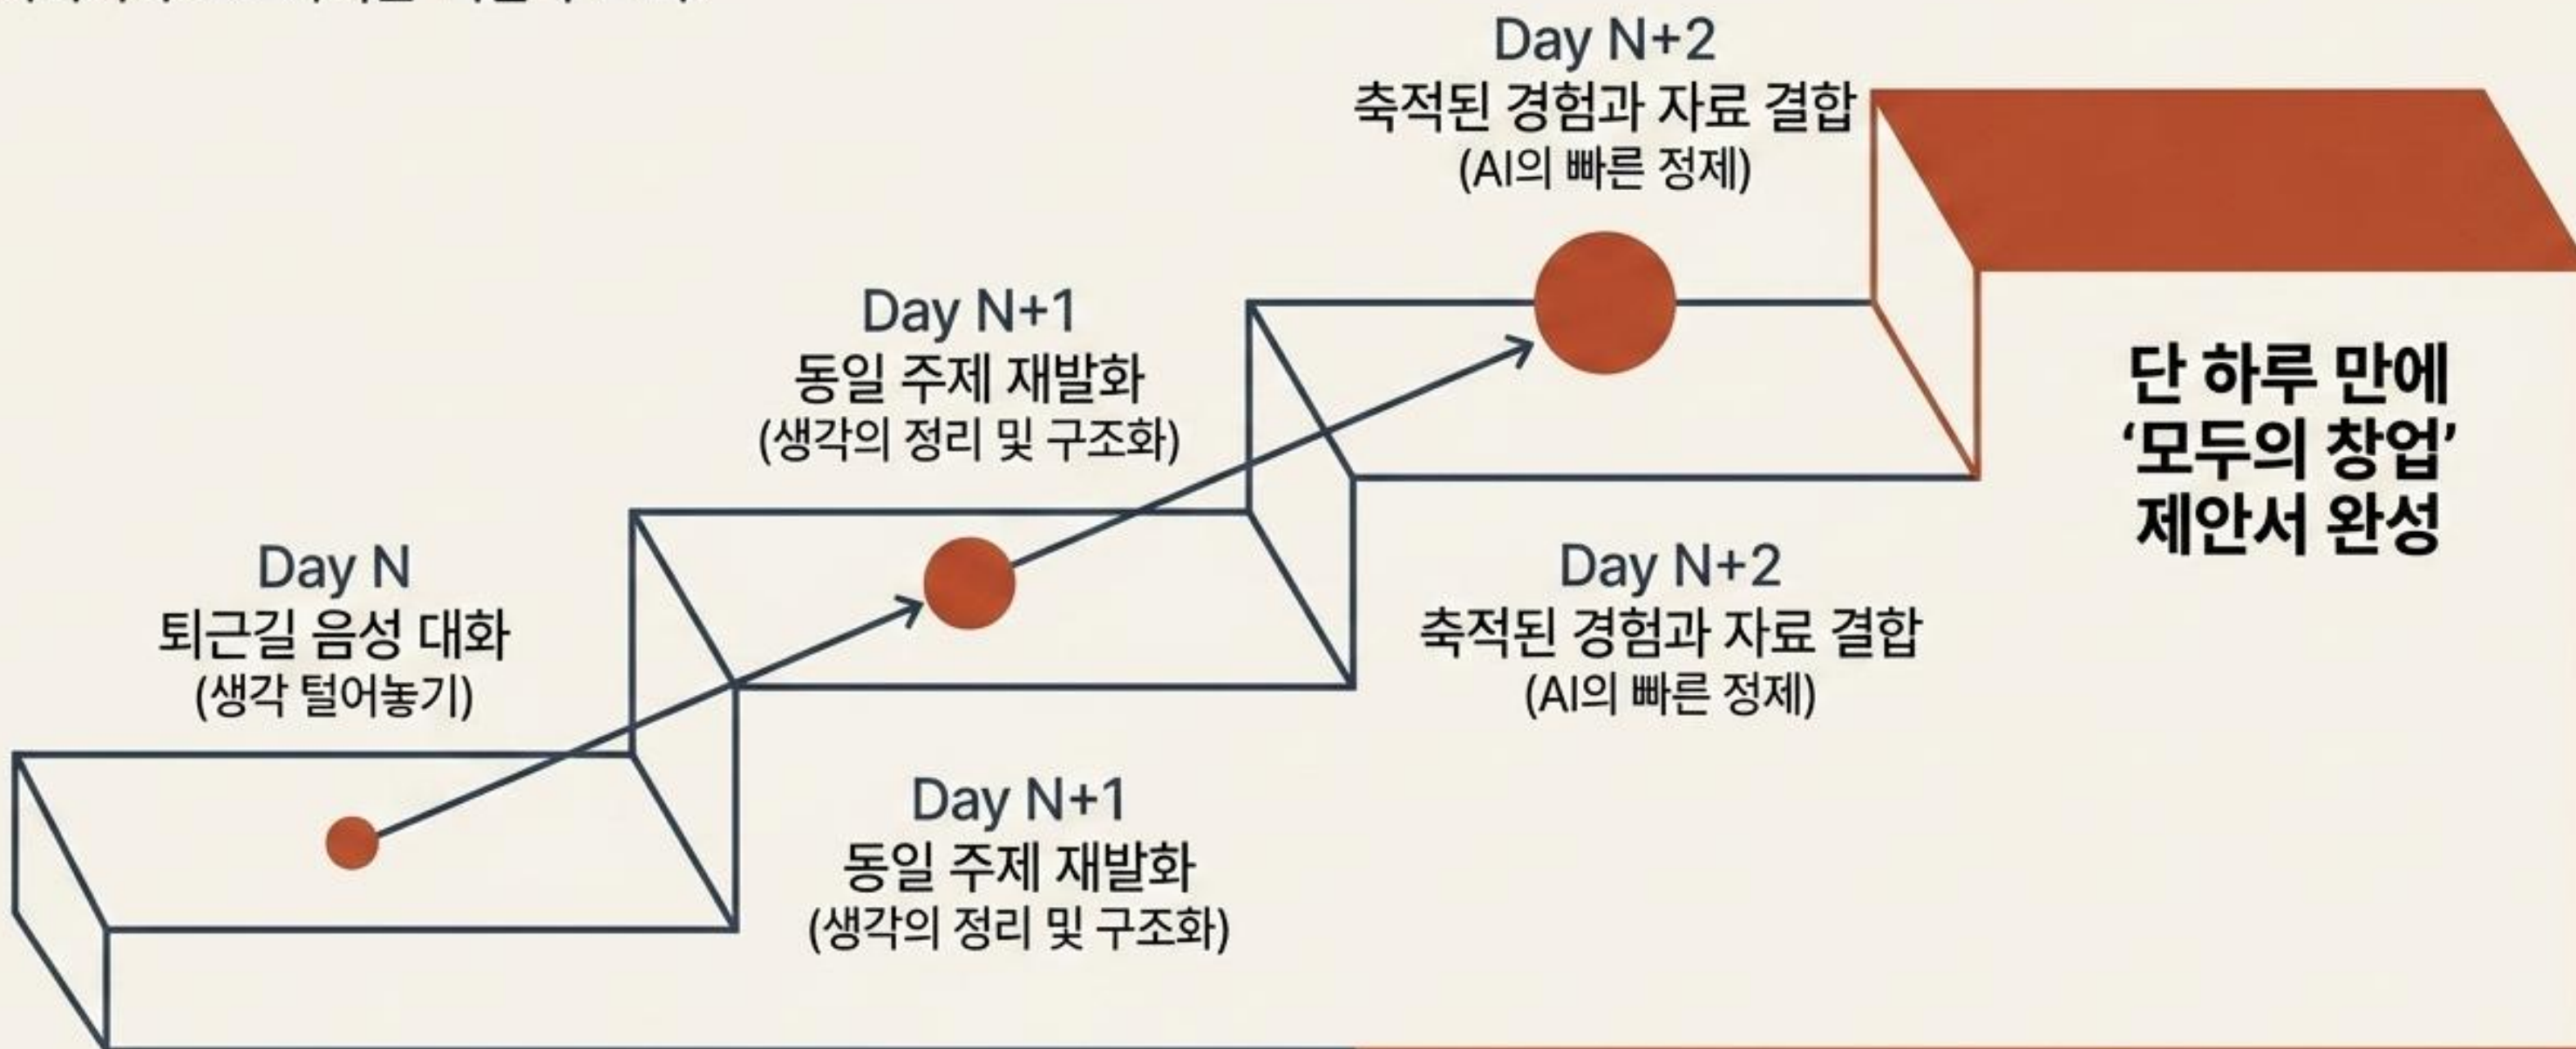 Day N+2
축적된 경험과 자료 결합
(AI의 빠른 정제)
Day N+1
동일 주제 재발화
(생각의 정리 및 구조화)
단 하루 만에
‘모두의 창업’
제안서 완성
Day N
퇴근길 음성 대화
(생각 털어놓기)
Day N+2
축적된 경험과 자료 결합
(AI의 빠른 정제)
Day N+1
동일 주제 재발화
(생각의 정리 및 구조화)